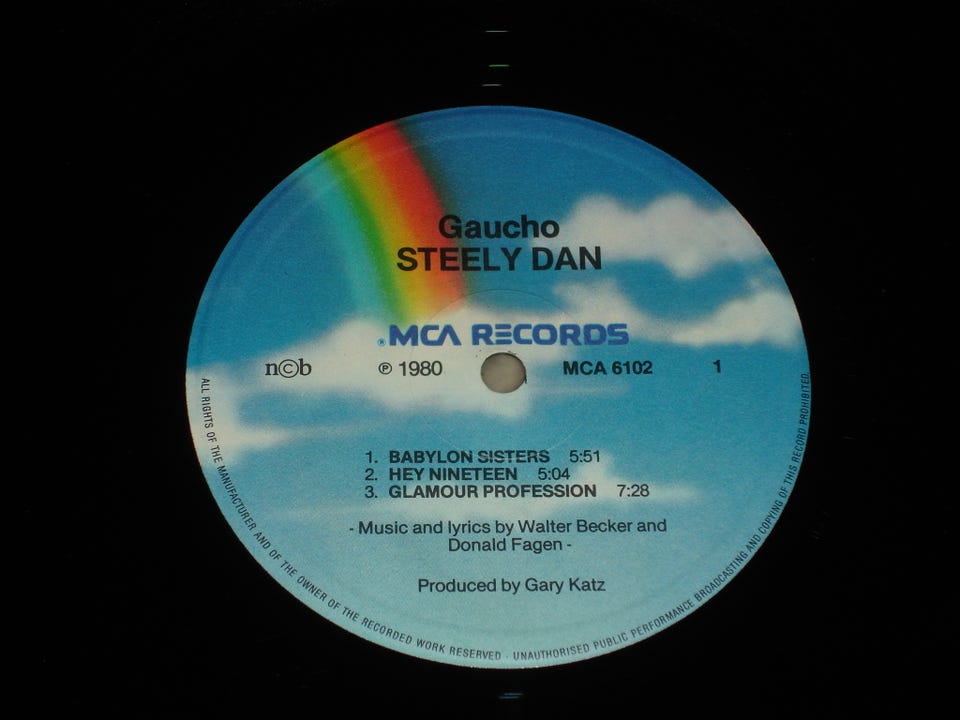 Gaucho
STEELY DAN
® MCA RECORDS
n©b ℗ 1980 MCA 6102 1
1. BABYLON SISTERS 5:51
2. HEY NINETEEN 5:04
3. GLAMOUR PROFESSION 7:28
- Music and lyrics by Walter Becker and
Donald Fagen -
Produced by Gary Katz
ALL RIGHTS OF THE MANUFACTURER AND OF THE OWNER OF THE RECORDED WORK RESERVED · UNAUTHORISED PUBLIC PERFORMANCE BROADCASTING AND COPYING OF THIS RECORD PROHIBITED.